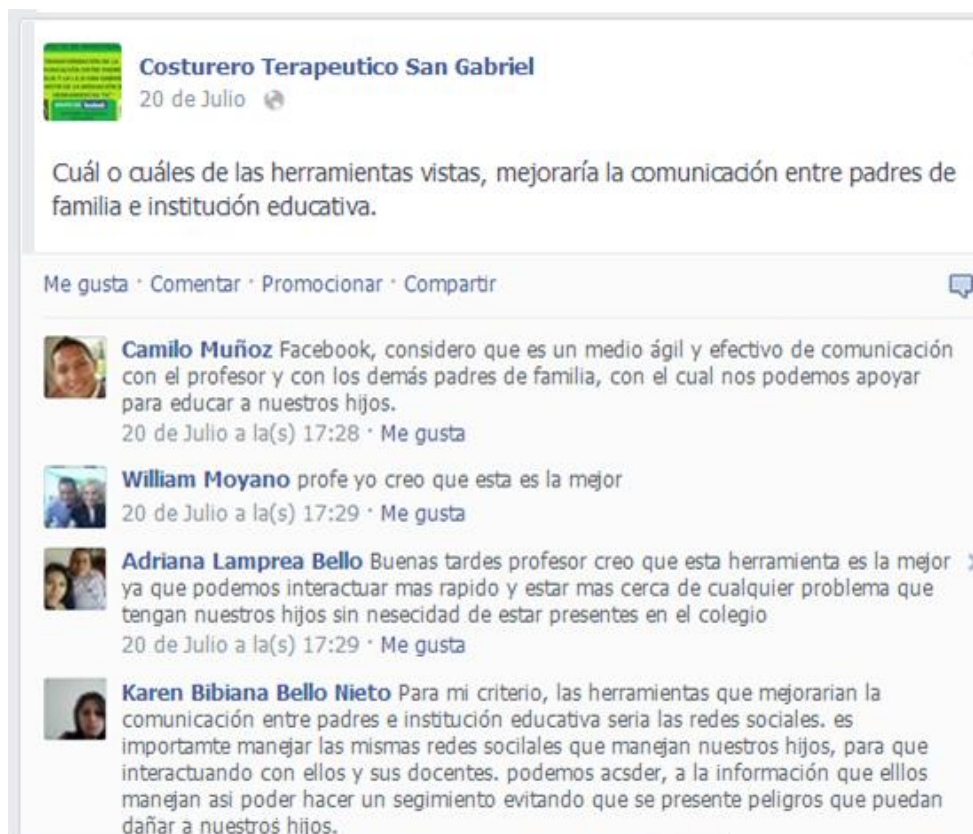 Costurero Terapeutico San Gabriel
20 de Julio
Cuál o cuáles de las herramientas vistas, mejoraría la comunicación entre padres de
familia e institución educativa.
Me gusta · Comentar · Promocionar · Compartir
Camilo Muñoz Facebook, considero que es un medio ágil y efectivo de comunicación
con el profesor y con los demás padres de familia, con el cual nos podemos apoyar
para educar a nuestros hijos.
20 de Julio a la(s) 17:28 · Me gusta
William Moyano profe yo creo que esta es la mejor
20 de Julio a la(s) 17:29 · Me gusta
Adriana Lamprea Bello Buenas tardes profesor creo que esta herramienta es la mejor
ya que podemos interactuar mas rapido y estar mas cerca de cualquier problema que
tengan nuestros hijos sin nesecidad de estar presentes en el colegio
20 de Julio a la(s) 17:29 · Me gusta
Karen Bibiana Bello Nieto Para mi criterio, las herramientas que mejorarian la
comunicación entre padres e institución educativa seria las redes sociales. es
importamte manejar las mismas redes socilales que manejan nuestros hijos, para que
interactuando con ellos y sus docentes. podemos acsder, a la información que elllos
manejan asi poder hacer un segimiento evitando que se presente peligros que puedan
dañar a nuestros hijos.